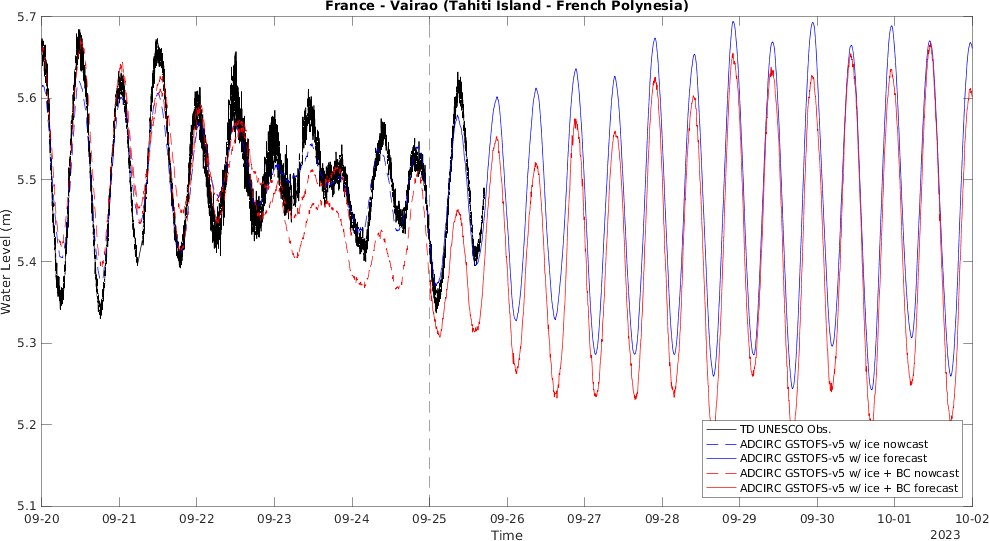 France - Vairao (Tahiti Island - French Polynesia)
5.7
5.6
5.5
5.4
5.3
5.2
5.1
Water Level (m)
TD UNESCO Obs.
ADCIRC GSTOFS-v5 w/ ice nowcast
ADCIRC GSTOFS-v5 w/ ice forecast
ADCIRC GSTOFS-v5 w/ ice + BC nowcast
ADCIRC GSTOFS-v5 w/ ice + BC forecast
09-20 09-21 09-22 09-23 09-24 09-25 09-26 09-27 09-28 09-29 09-30 10-01 10-02
Time
2023